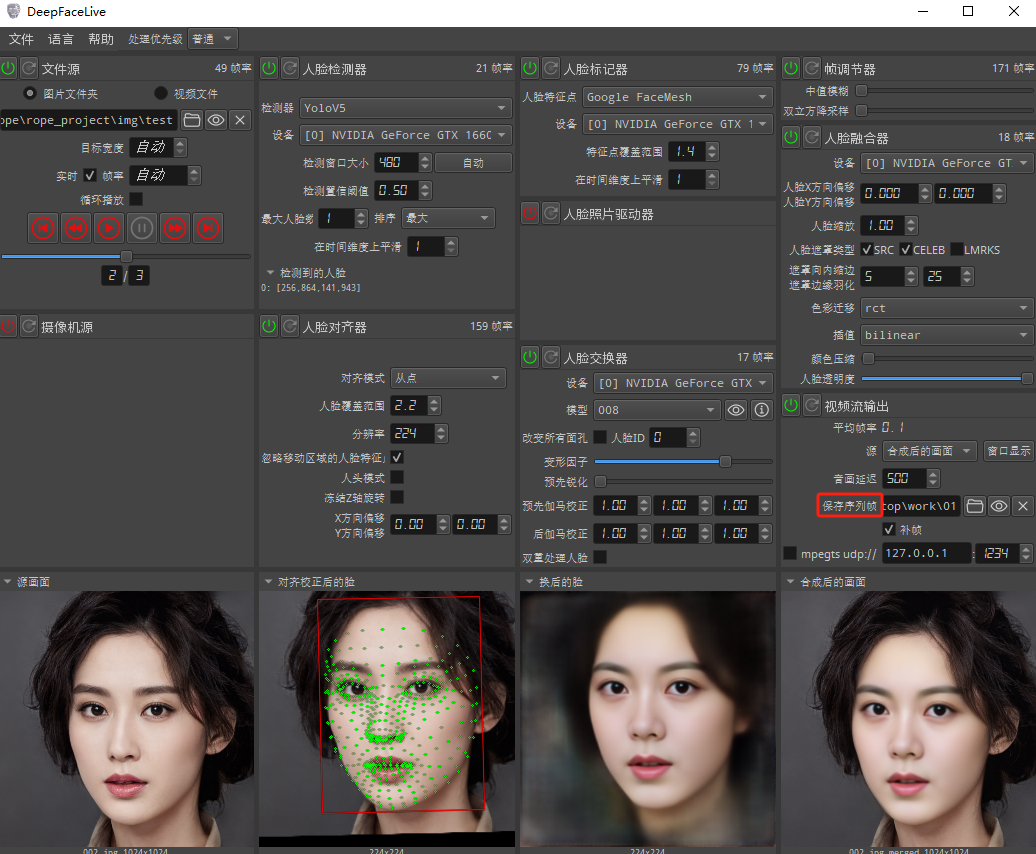 DeepFaceLive
文件 语言 帮助 处理优先级 普通
文件源 49 帧率
图片文件夹 视频文件
ope\rope_project\img\test
目标宽度 自动
实时 帧率 自动
循环播放
2 / 3
摄像机源
人脸检测器 21 帧率
检测器 YoloV5
设备 [0] NVIDIA GeForce GTX 166(
检测窗口大小 480 自动
检测置信阈值 0.50
最大人脸数 1 排序 最大
在时间维度上平滑 1
检测到的人脸
0: [256,864,141,943]
人脸对齐器 159 帧率
对齐模式 从点
人脸覆盖范围 2.2
分辨率 224
忽略移动区域的人脸特征点
人头模式
冻结Z轴旋转
X方向偏移
Y方向偏移 0.00 0.00
人脸标记器 79 帧率
人脸特征点 Google FaceMesh
设备 [0] NVIDIA GeForce GTX 1
特征点覆盖范围 1.4
在时间维度上平滑 1
人脸照片驱动器
人脸交换器 17 帧率
设备 [0] NVIDIA GeForce GTX
模型 008
改变所有面孔 人脸ID 0
变形因子
预先锐化
预先伽马校正 1.00 1.00 1.00
后伽马校正 1.00 1.00 1.00
双重处理人脸
帧调节器 171 帧率
中值模糊
双立方降采样
人脸融合器 18 帧率
设备 [0] NVIDIA GeForce GT
人脸X方向偏移
人脸Y方向偏移 0.000 0.000
人脸缩放 1.00
人脸遮罩类型 SRC CELEB LMRKS
遮罩向内缩边
遮罩边缘羽化 5 25
色彩迁移 rct
插值 bilinear
颜色压缩
人脸透明度
视频流输出
平均帧率 0.1
源 合成后的画面 窗口显示
音画延迟 500
保存序列帧 top\work\01
补帧
mpegts udp:// 127.0.0.1 : 1234
源画面
对齐校正后的脸
换后的脸
合成后的画面
002.jpg 1024x1024
224x224
224x224
002.jpg merged 1024x1024